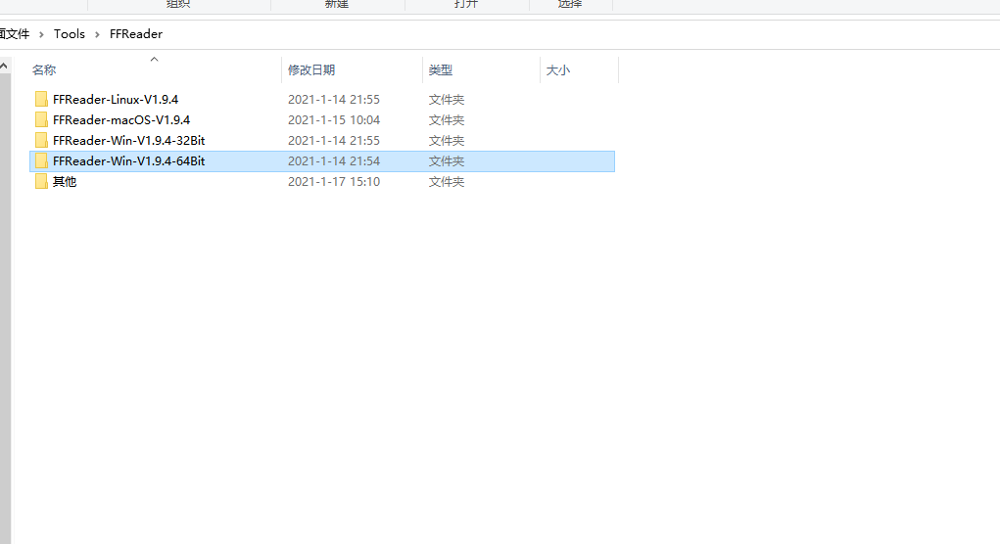 组织 新建 打开 选择
面文件 › Tools › FFReader
名称 修改日期 类型 大小
FFReader-Linux-V1.9.4 2021-1-14 21:55 文件夹
FFReader-macOS-V1.9.4 2021-1-15 10:04 文件夹
FFReader-Win-V1.9.4-32Bit 2021-1-14 21:55 文件夹
FFReader-Win-V1.9.4-64Bit 2021-1-14 21:54 文件夹
其他 2021-1-17 15:10 文件夹